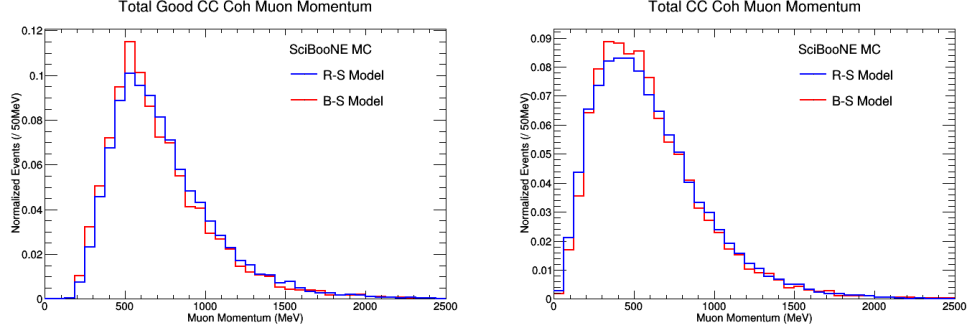 Total Good CC Coh Muon Momentum
Normalized Events (/ 50MeV)
0.12
0.1
0.08
0.06
0.04
0.02
0
SciBooNE MC
R-S Model
B-S Model
0 500 1000 1500 2000 2500
Muon Momentum (MeV)
Total CC Coh Muon Momentum
Normalized Events (/ 50MeV)
0.09
0.08
0.07
0.06
0.05
0.04
0.03
0.02
0.01
0
SciBooNE MC
R-S Model
B-S Model
0 500 1000 1500 2000 2500
Muon Momentum (MeV)